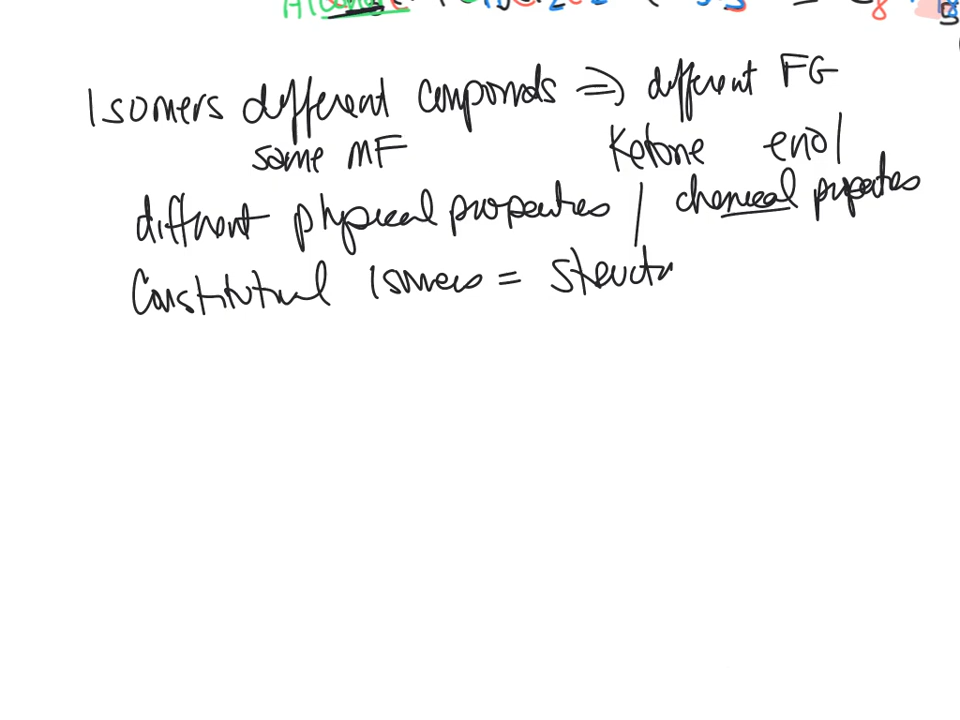 Isomers different compounds => different FG
same MF Ketone enol
different physical properties / chemical properties
Constitutional Isomers = Structu